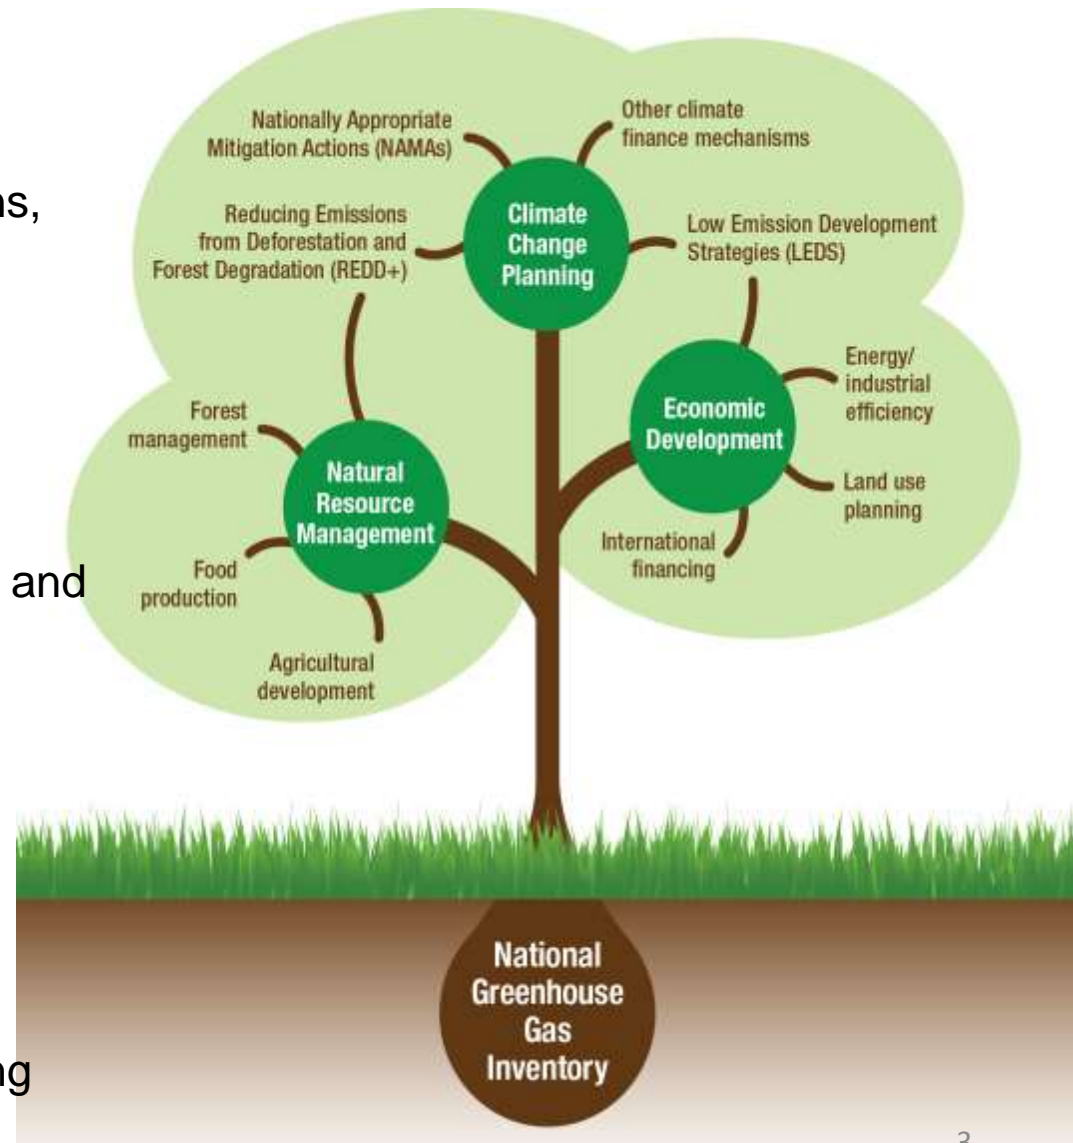 Nationally Appropriate
Mitigation Actions (NAMAs)
Other climate
finance mechanisms
ns,
Reducing Emissions
from Deforestation and
Forest Degradation (REDD+)
Climate
Change
Planning
Low Emission Development
Strategies (LEDS)
Energy/
industrial
efficiency
Economic
Development
Forest
management
Natural
Resource
Management
Land use
planning
International
financing
and
Food
production
Agricultural
development
National
Greenhouse
Gas
Inventory
ng
3